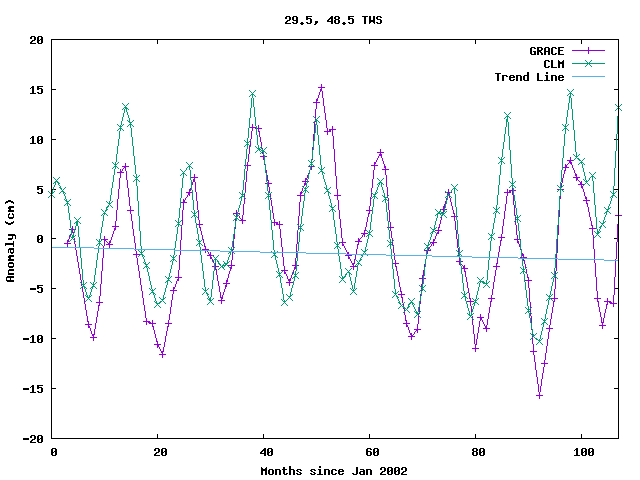 29.5, 48.5 TWS
GRACE
CLM
Trend Line
20
15
10
5
0
-5
-10
-15
-20
Anomaly (cm)
0 20 40 60 80 100
Months since Jan 2002